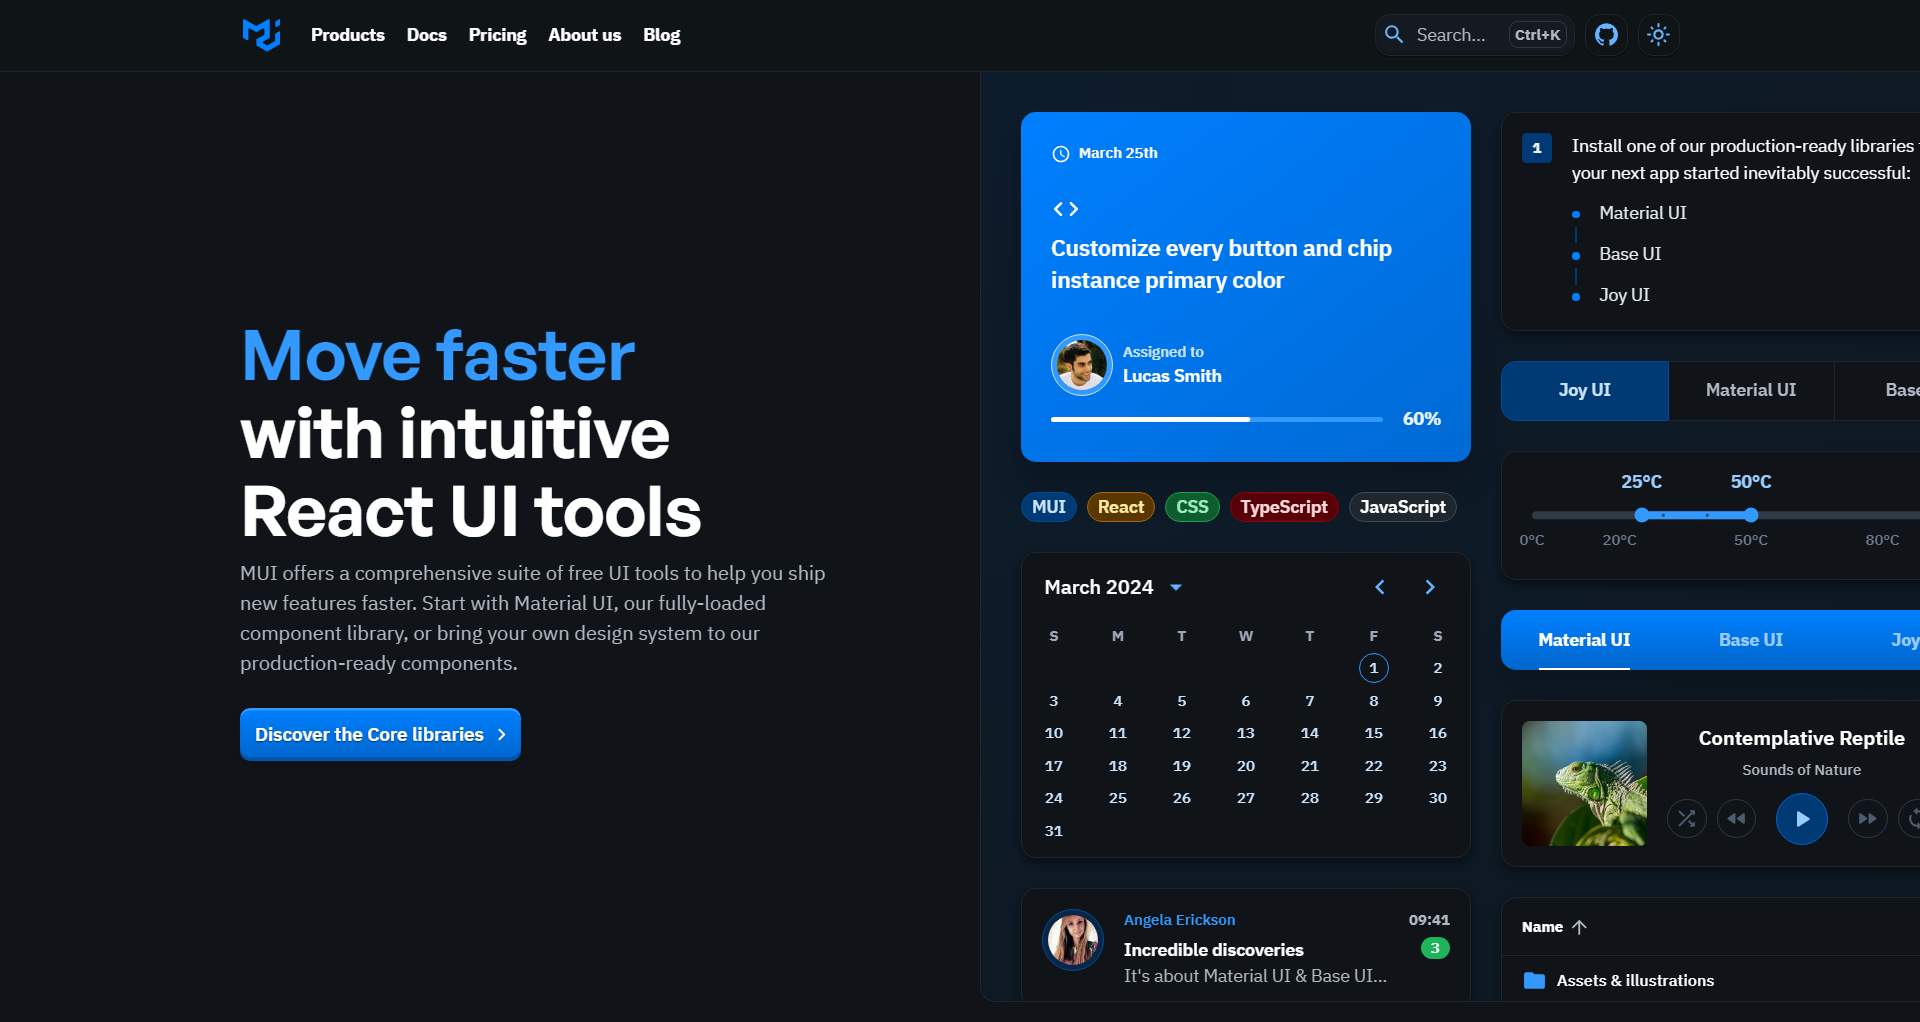 Products Docs Pricing About us Blog
Search... Ctrl+K
Move faster
with intuitive
React UI tools
MUI offers a comprehensive suite of free UI tools to help you ship
new features faster. Start with Material UI, our fully-loaded
component library, or bring your own design system to our
production-ready components.
Discover the Core libraries
March 25th
Customize every button and chip
instance primary color
Assigned to
Lucas Smith
60%
MUI React CSS TypeScript JavaScript
March 2024
S M T W T F S
1 2
3 4 5 6 7 8 9
10 11 12 13 14 15 16
17 18 19 20 21 22 23
24 25 26 27 28 29 30
31
Angela Erickson 09:41
Incredible discoveries 3
It's about Material UI & Base UI...
1 Install one of our production-ready libraries
your next app started inevitably successful:
Material UI
Base UI
Joy UI
Joy UI Material UI Base
25°C 50°C
0°C 20°C 50°C 80°C
Material UI Base UI Joy
Contemplative Reptile
Sounds of Nature
Name
Assets & illustrations